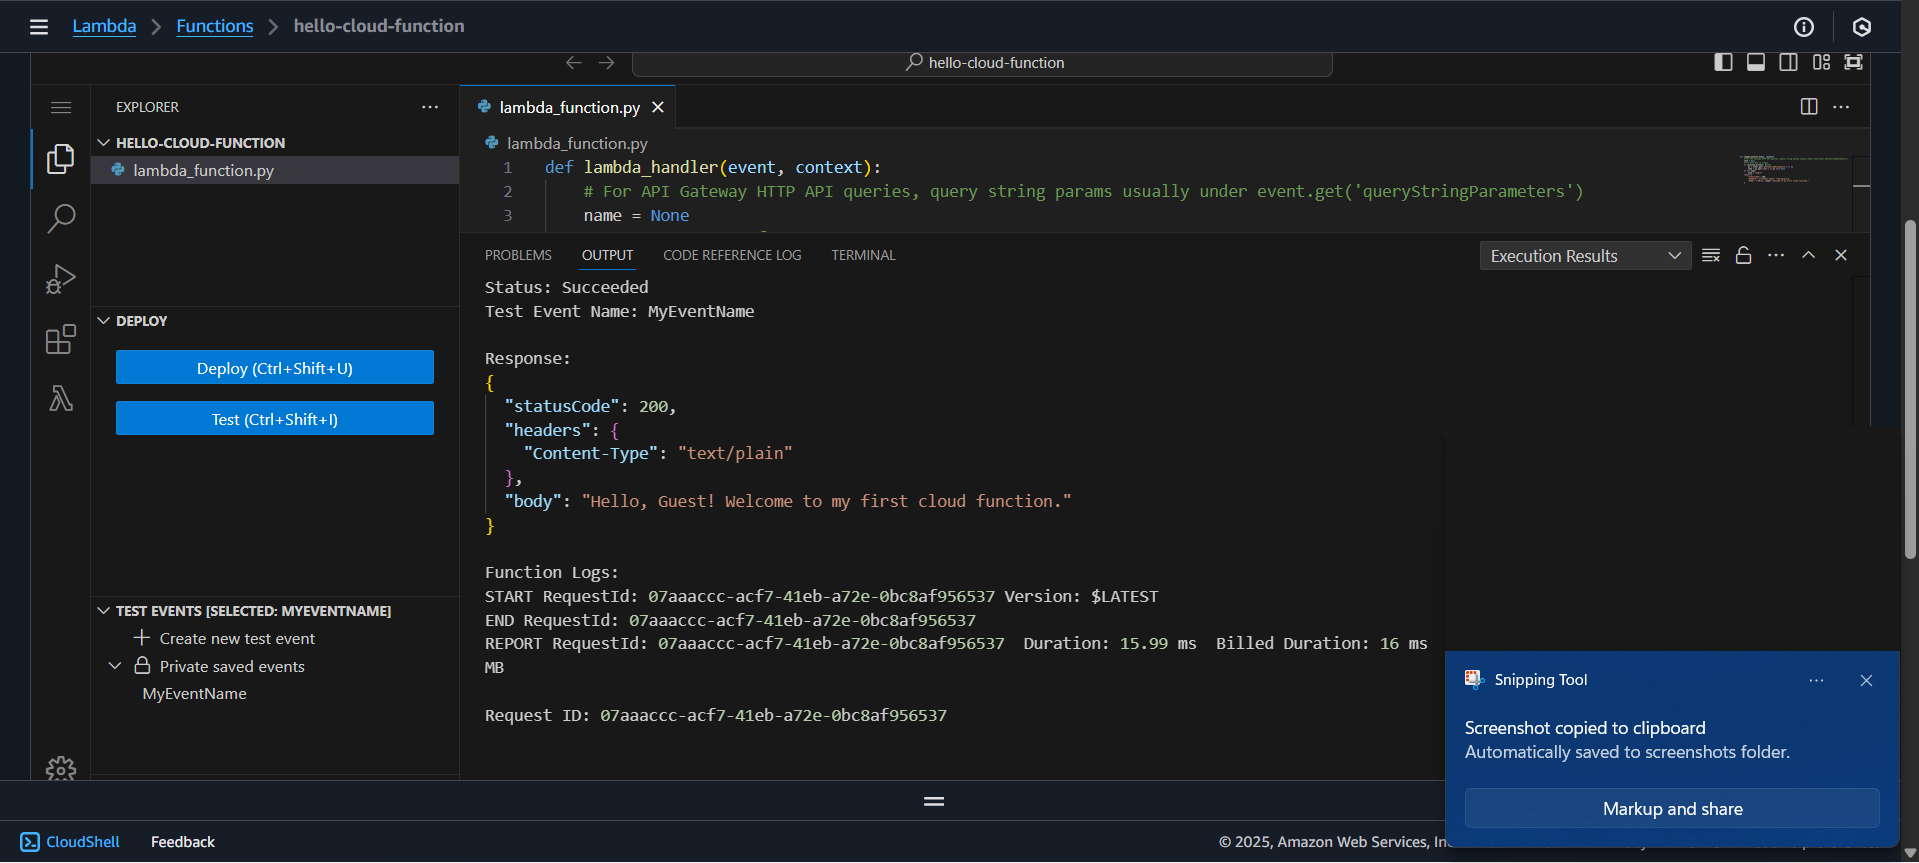 Lambda > Functions > hello-cloud-function
hello-cloud-function
EXPLORER
HELLO-CLOUD-FUNCTION
lambda_function.py
DEPLOY
Deploy (Ctrl+Shift+U)
Test (Ctrl+Shift+I)
TEST EVENTS [SELECTED: MYEVENTNAME]
Create new test event
Private saved events
MyEventName
lambda_function.py
lambda_function.py
1 def lambda_handler(event, context):
2 # For API Gateway HTTP API queries, query string params usually under event.get('queryStringParameters')
3 name = None
PROBLEMS OUTPUT CODE REFERENCE LOG TERMINAL
Execution Results
Status: Succeeded
Test Event Name: MyEventName
Response:
{
"statusCode": 200,
"headers": {
"Content-Type": "text/plain"
},
"body": "Hello, Guest! Welcome to my first cloud function."
}
Function Logs:
START RequestId: 07aaaccc-acf7-41eb-a72e-0bc8af956537 Version: $LATEST
END RequestId: 07aaaccc-acf7-41eb-a72e-0bc8af956537
REPORT RequestId: 07aaaccc-acf7-41eb-a72e-0bc8af956537 Duration: 15.99 ms Billed Duration: 16 ms
MB
Request ID: 07aaaccc-acf7-41eb-a72e-0bc8af956537
Snipping Tool
Screenshot copied to clipboard
Automatically saved to screenshots folder.
Markup and share
CloudShell Feedback
© 2025, Amazon Web Services,